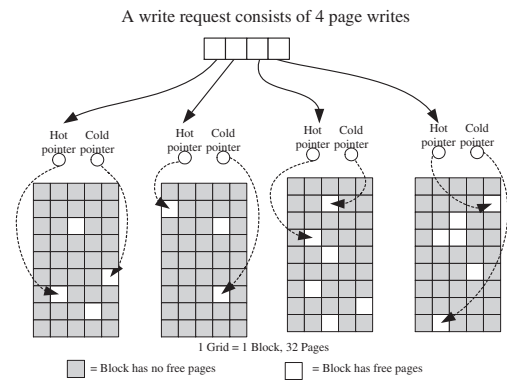 A write request consists of 4 page writes
Hot pointer Cold pointer
Hot pointer Cold pointer
Hot pointer Cold pointer
Hot pointer Cold pointer
1 Grid = 1 Block, 32 Pages
= Block has no free pages
= Block has free pages